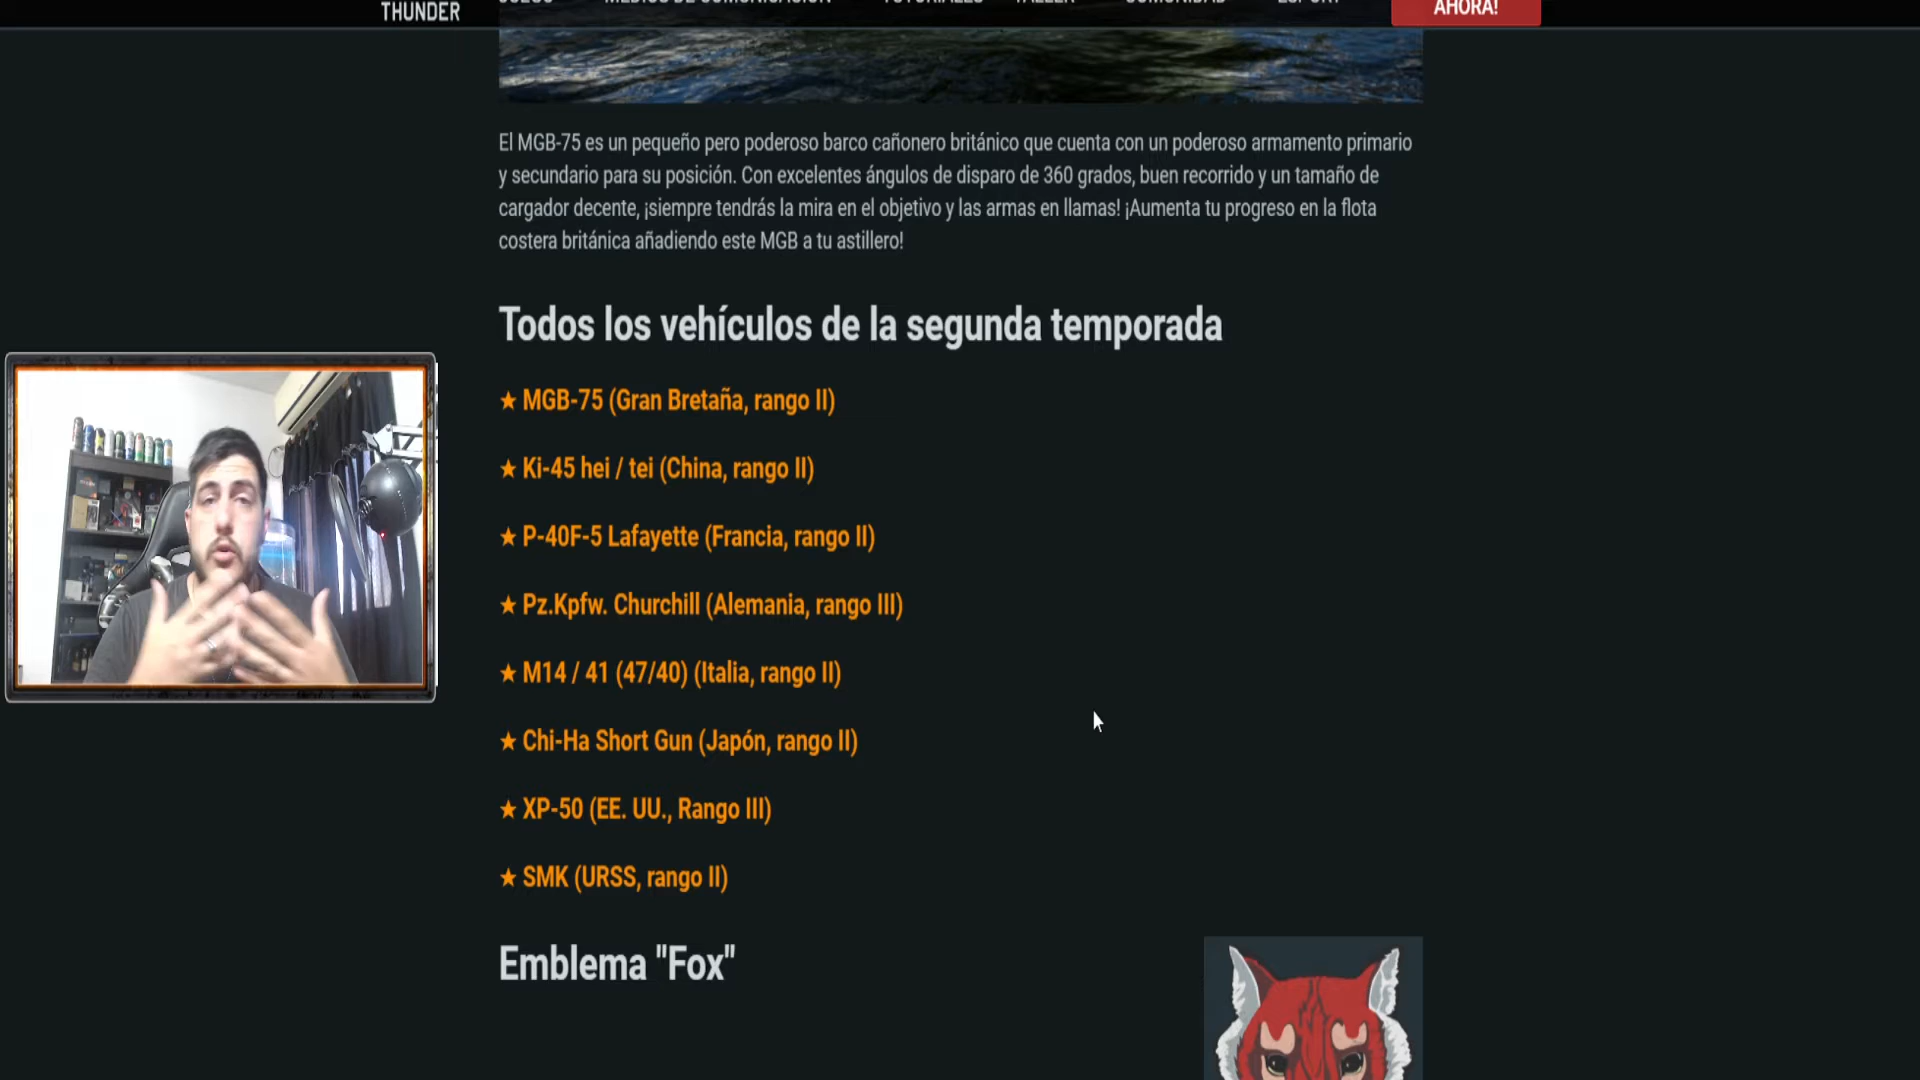 THUNDER
JUEGO MEDIOS DE COMUNICACIÓN TUTORIALES TALLER COMUNIDAD ESPORT AHORA!
El MGB-75 es un pequeño pero poderoso barco cañonero británico que cuenta con un poderoso armamento primario
y secundario para su posición. Con excelentes ángulos de disparo de 360 grados, buen recorrido y un tamaño de
cargador decente, ¡siempre tendrás la mira en el objetivo y las armas en llamas! ¡Aumenta tu progreso en la flota
costera británica añadiendo este MGB a tu astillero!
Todos los vehículos de la segunda temporada
★ MGB-75 (Gran Bretaña, rango II)
★ Ki-45 hei / tei (China, rango II)
★ P-40F-5 Lafayette (Francia, rango II)
★ Pz.Kpfw. Churchill (Alemania, rango III)
★ M14 / 41 (47/40) (Italia, rango II)
★ Chi-Ha Short Gun (Japón, rango II)
★ XP-50 (EE. UU., Rango III)
★ SMK (URSS, rango II)
Emblema "Fox"